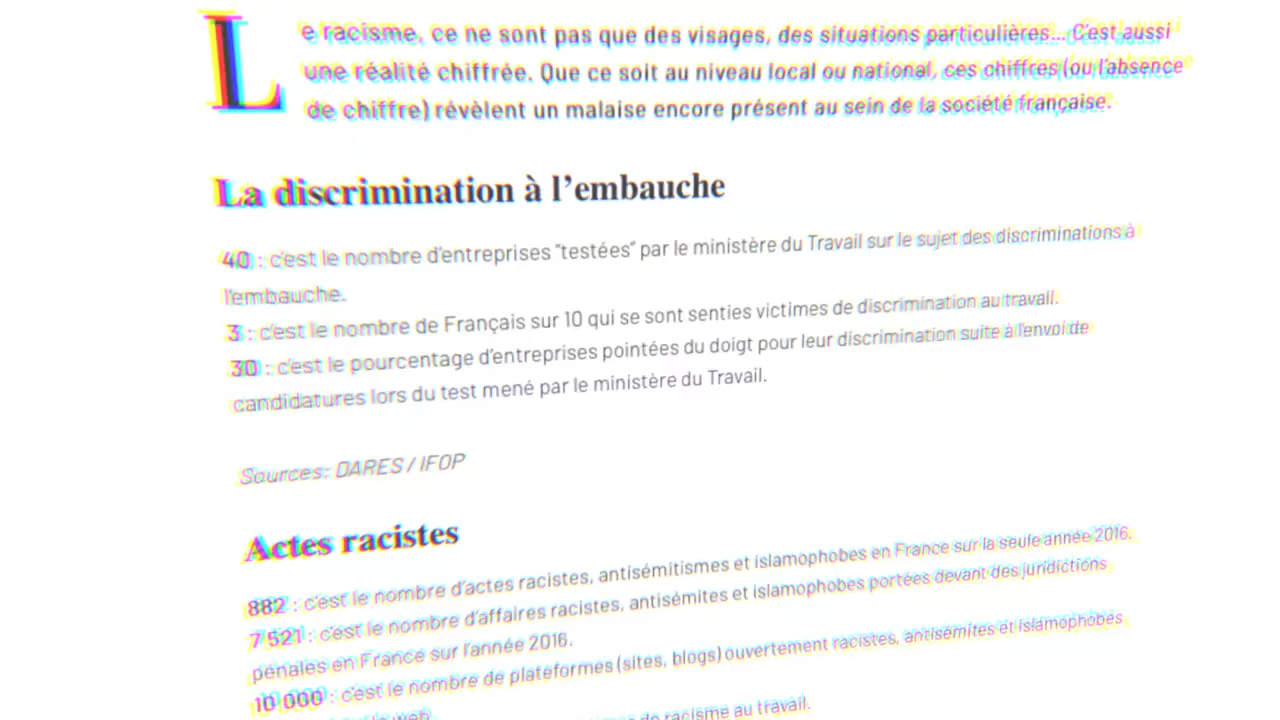 Le racisme, ce ne sont pas que des visages, des situations particulières... C'est aussi
une réalité chiffrée. Que ce soit au niveau local ou national, ces chiffres (ou l'absence
de chiffre) révèlent un malaise encore présent au sein de la société française.
La discrimination à l'embauche
40 : c'est le nombre d'entreprises "testées" par le ministère du Travail sur le sujet des discriminations à
l'embauche.
3 : c'est le nombre de Français sur 10 qui se sont senties victimes de discrimination au travail.
30 : c'est le pourcentage d'entreprises pointées du doigt pour leur discrimination suite à l'envoi de
candidatures lors du test mené par le ministère du Travail.
Sources: DARES / IFOP
Actes racistes
882 : c'est le nombre d'actes racistes, antisémitismes et islamophobes en France sur la seule année 2016.
7 521 : c'est le nombre d'affaires racistes, antisémites et islamophobes portées devant des juridictions
pénales en France sur l'année 2016.
10 000 : c'est le nombre de plateformes (sites, blogs) ouvertement racistes, antisémites et islamophobes
sur le web.
de racisme au travail.